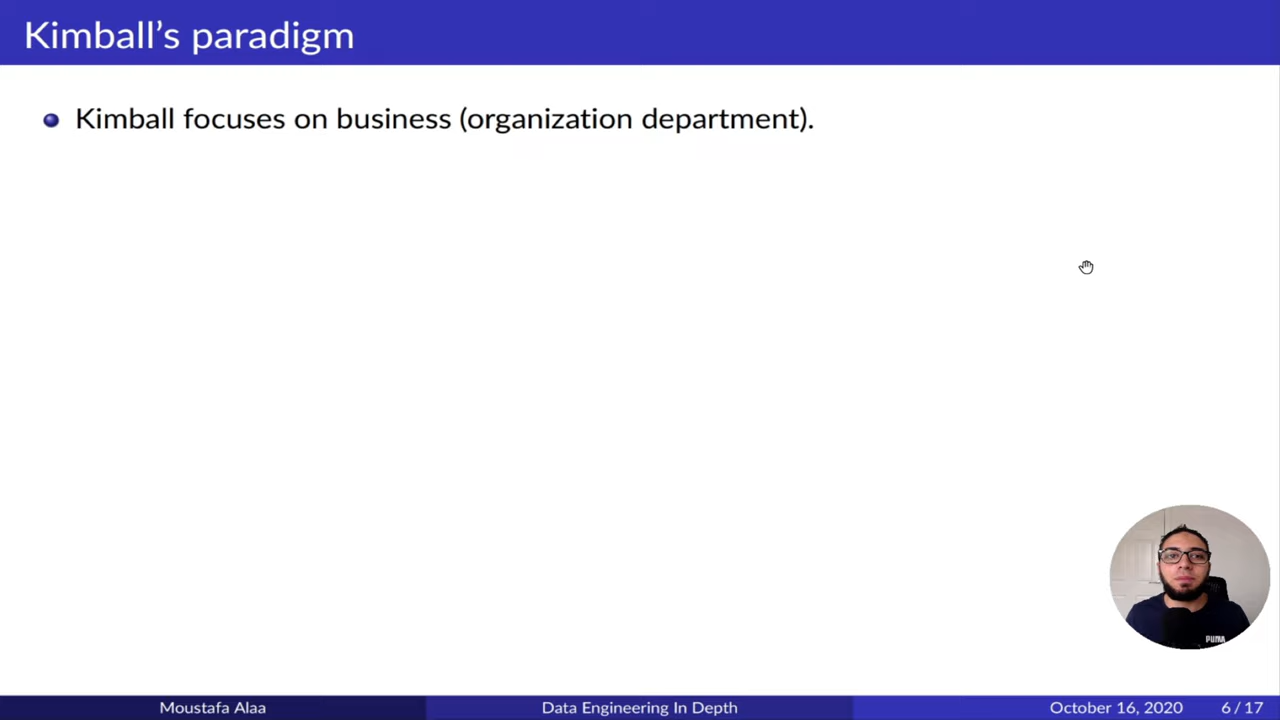 Kimball's paradigm
Kimball focuses on business (organization department).
PUMA
Moustafa Alaa
Data Engineering In Depth
October 16, 2020
6 / 17